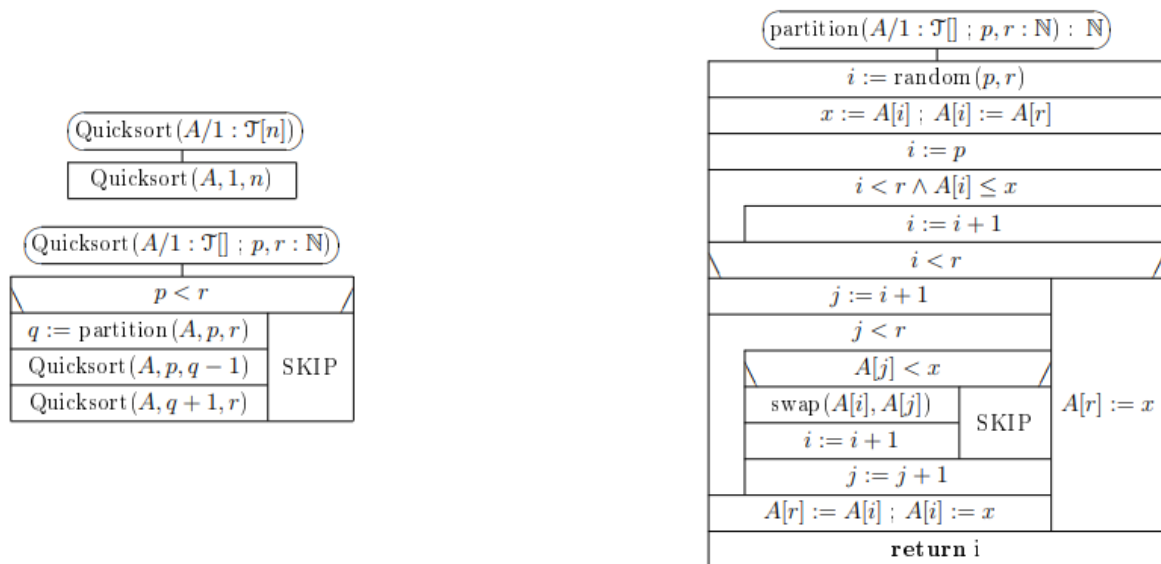 Quicksort(A/1 : 𝒯[n])
Quicksort(A, 1, n)
Quicksort(A/1 : 𝒯[] ; p, r : ℕ)
p < r
q := partition(A, p, r)
Quicksort(A, p, q − 1)
Quicksort(A, q + 1, r)
SKIP
partition(A/1 : 𝒯[] ; p, r : ℕ) : ℕ
i := random(p, r)
x := A[i] ; A[i] := A[r]
i := p
i < r ∧ A[i] ≤ x
i := i + 1
i < r
j := i + 1
j < r
A[j] < x
swap(A[i], A[j])
i := i + 1
SKIP
j := j + 1
A[r] := A[i] ; A[i] := x
A[r] := x
return i